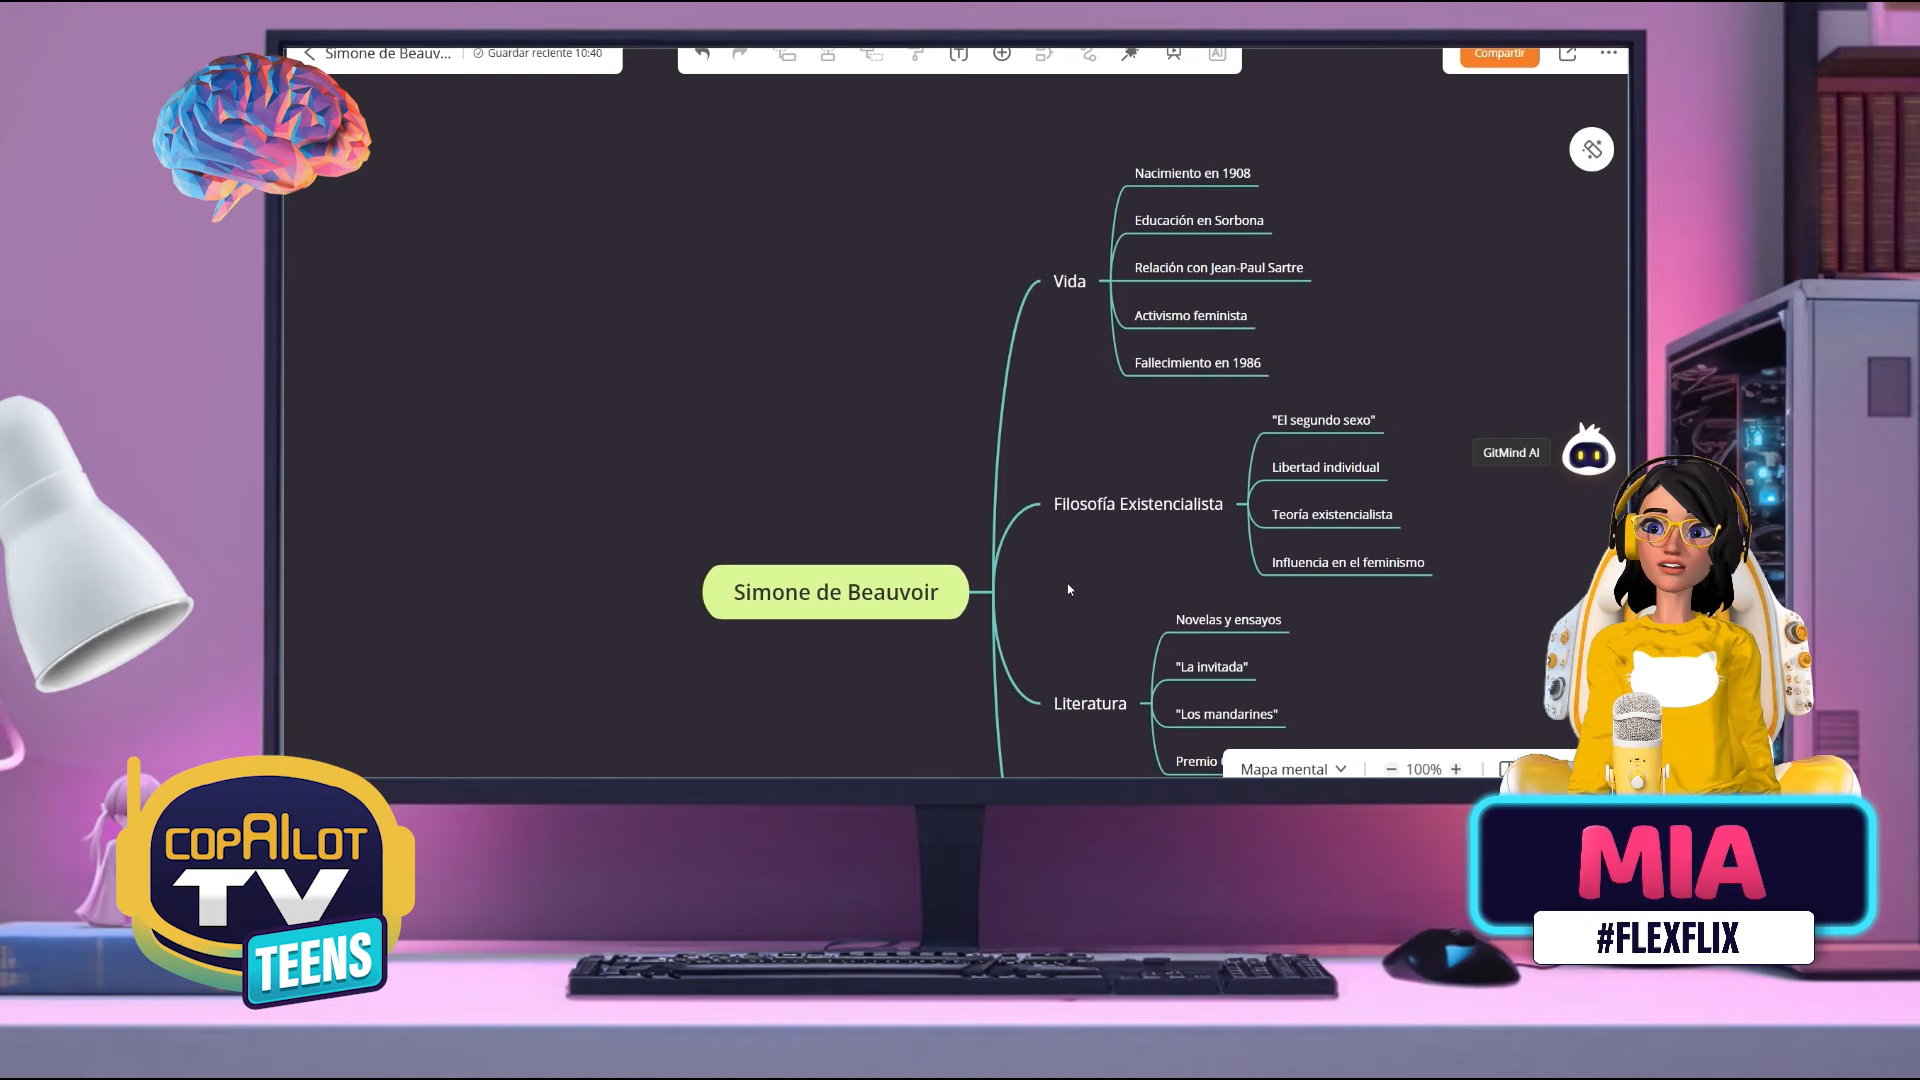 Simone de Beauv...
Guardar reciente 10:40
T
AI
Compartir
Nacimiento en 1908
Educación en Sorbona
Relación con Jean-Paul Sartre
Vida
Activismo feminista
Fallecimiento en 1986
"El segundo sexo"
GitMind AI
Libertad individual
Filosofía Existencialista
Teoría existencialista
Influencia en el feminismo
Simone de Beauvoir
Novelas y ensayos
"La invitada"
Literatura
"Los mandarines"
Premio
Mapa mental
100%
COPAILOT
TV
TEENS
MIA
#FLEXFLIX